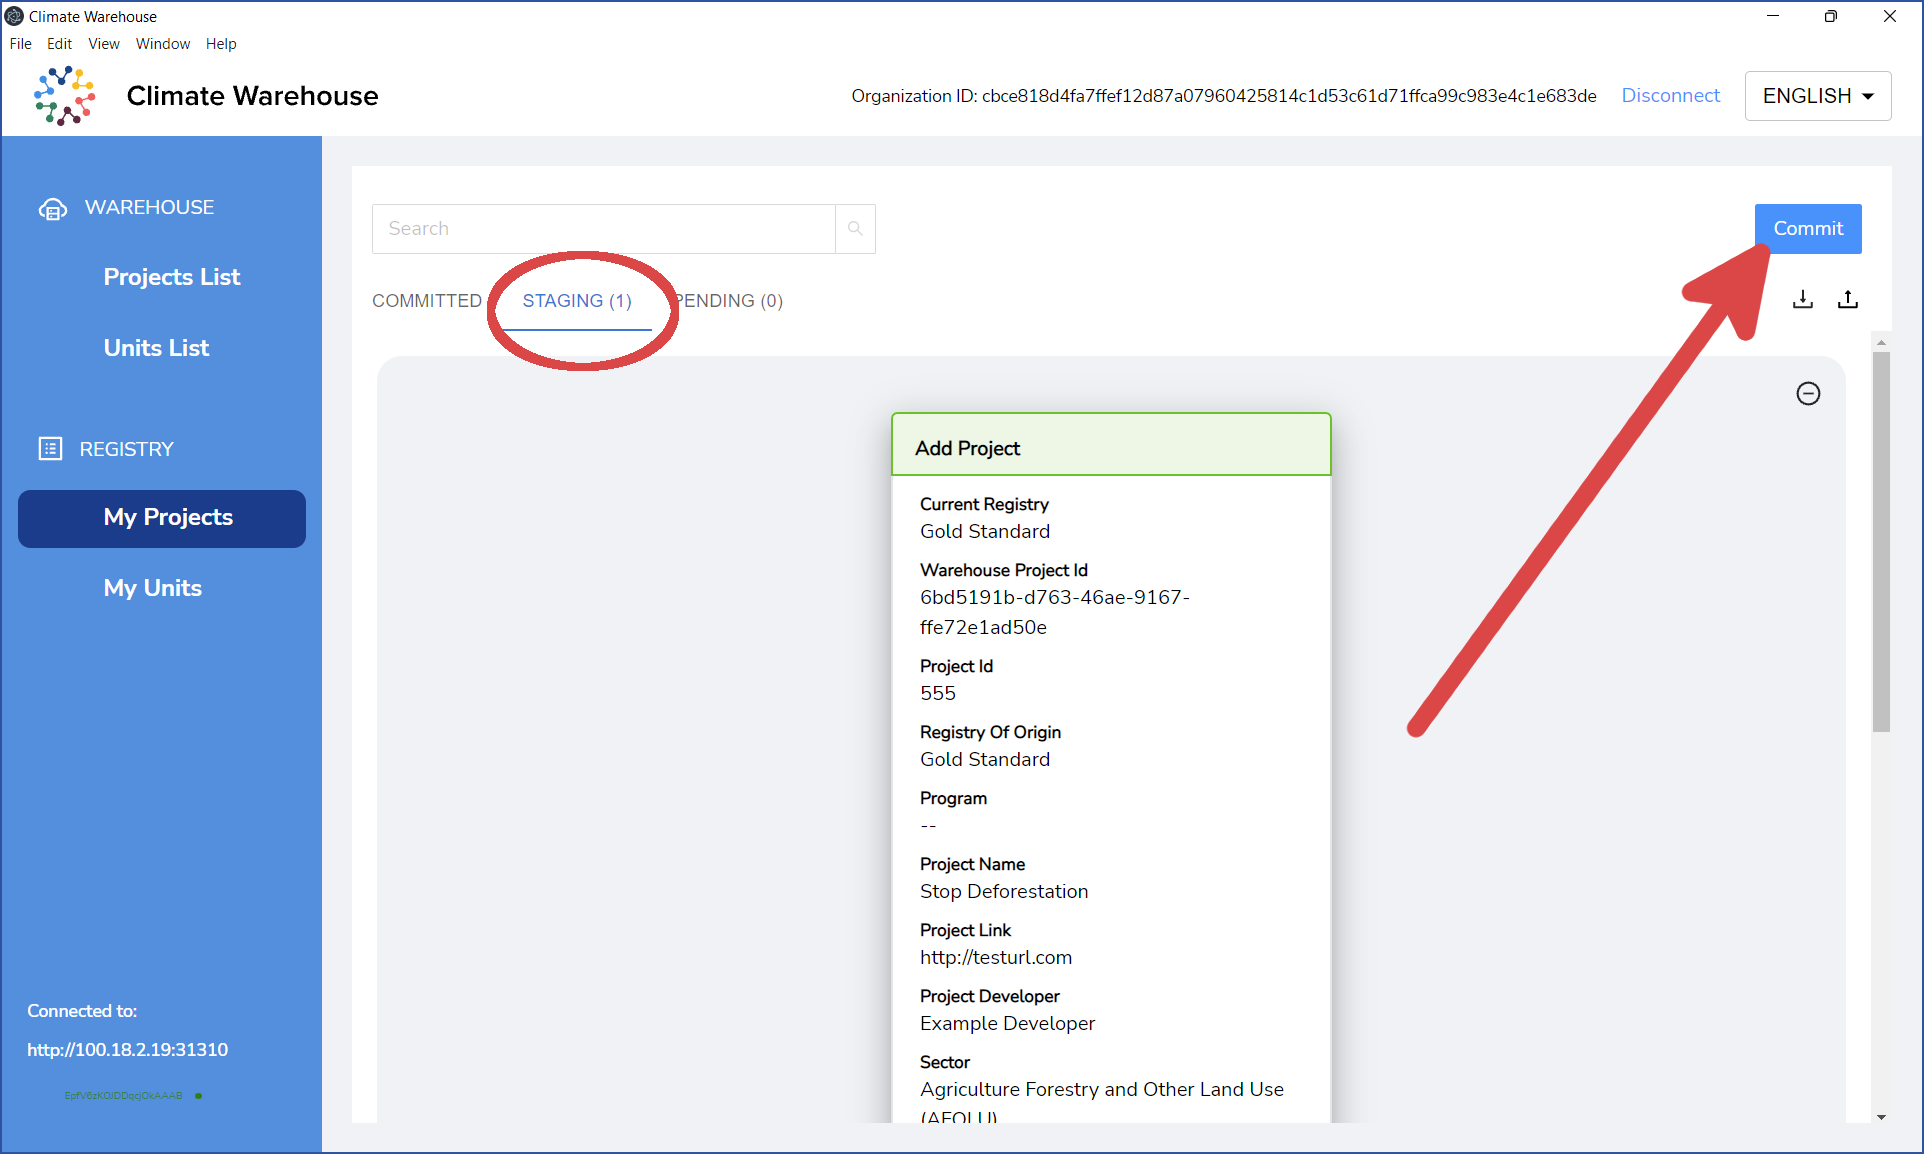 Climate Warehouse
File Edit View Window Help
Climate Warehouse
Organization ID: cbce818d4fa7ffef12d87a07960425814c1d53c61d71ffca99c983e4c1e683de Disconnect ENGLISH
WAREHOUSE
Projects List
Units List
REGISTRY
My Projects
My Units
Connected to:
http://100.18.2.19:31310
Search
Commit
COMMITTED STAGING (1) PENDING (0)
Add Project
Current Registry
Gold Standard
Warehouse Project Id
6bd5191b-d763-46ae-9167-
ffe72e1ad50e
Project Id
555
Registry Of Origin
Gold Standard
Program
--
Project Name
Stop Deforestation
Project Link
http://testurl.com
Project Developer
Example Developer
Sector
Agriculture Forestry and Other Land Use
(AFOLU)